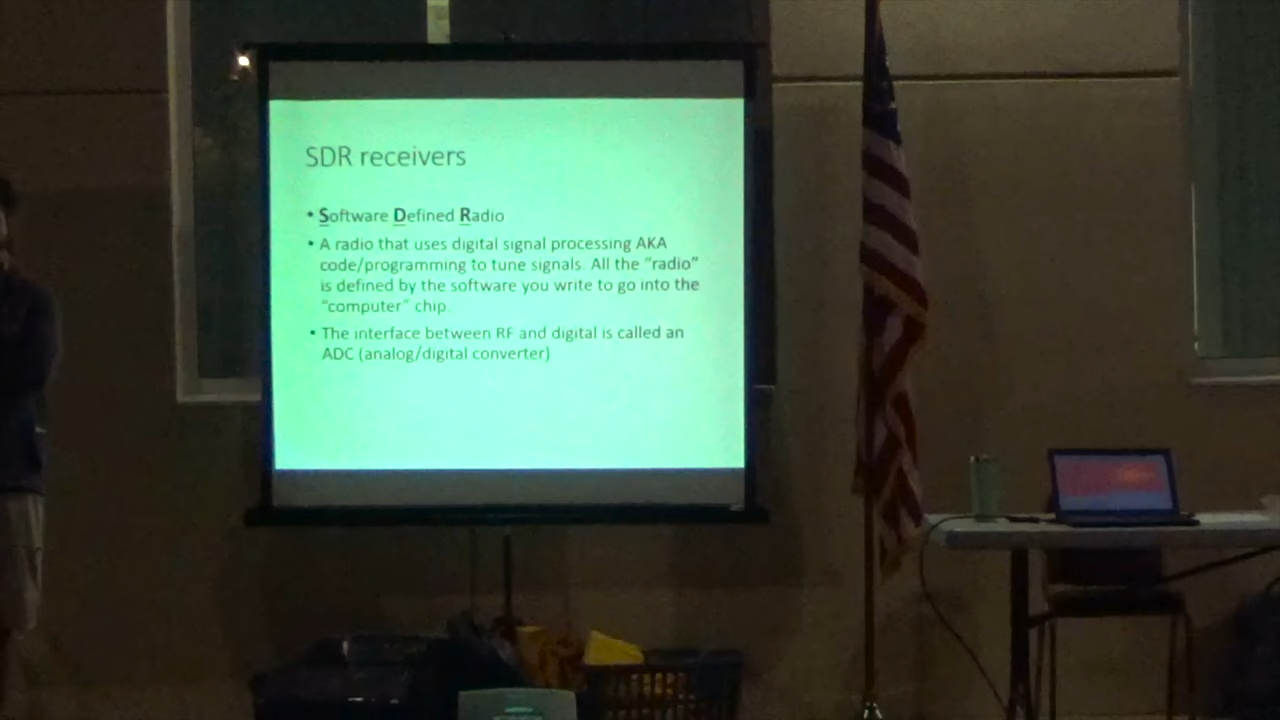 SDR receivers
• Software Defined Radio
• A radio that uses digital signal processing AKA
code/programming to tune signals. All the “radio”
is defined by the software you write to go into the
“computer” chip.
• The interface between RF and digital is called an
ADC (analog/digital converter)